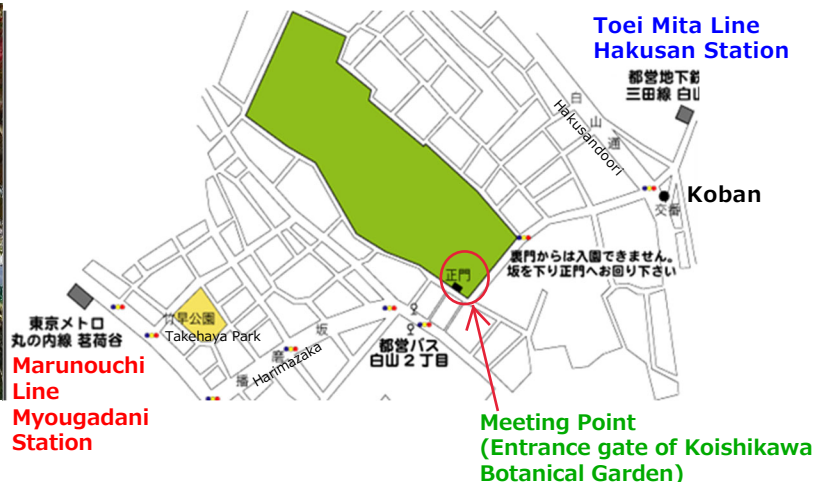 Toei Mita Line
Hakusan Station
都営地下鉄
三田線 白山
白山通
Hakusandoori
Koban
交番
裏門からは入園できません。
坂を下り正門へお回り下さい
正門
竹早公園
Takehaya Park
東京メトロ
丸の内線 茗荷谷
Marunouchi
Line
Myougadani
Station
播磨坂
Harimazaka
都営バス
白山2丁目
Meeting Point
(Entrance gate of Koishikawa
Botanical Garden)